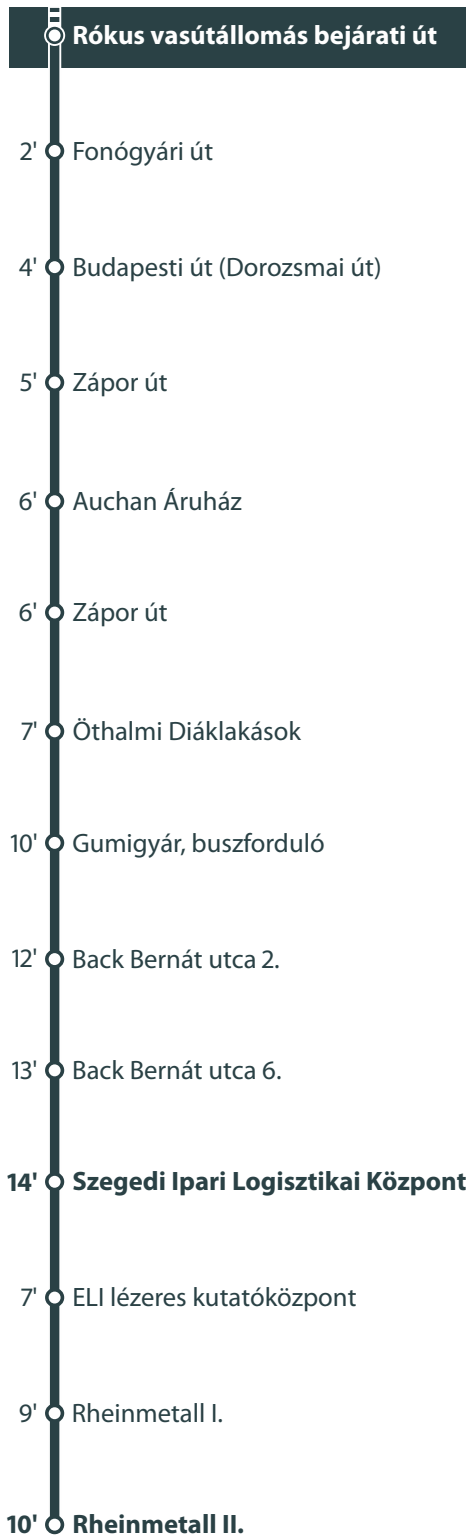 Rókus vasútállomás bejárati út
2' Fonógyári út
4' Budapesti út (Dorozsmai út)
5' Zápor út
6' Auchan Áruház
6' Zápor út
7' Öthalmi Diáklakások
10' Gumigyár, buszforduló
12' Back Bernát utca 2.
13' Back Bernát utca 6.
14' Szegedi Ipari Logisztikai Központ
7' ELI lézeres kutatóközpont
9' Rheinmetall I.
10' Rheinmetall II.